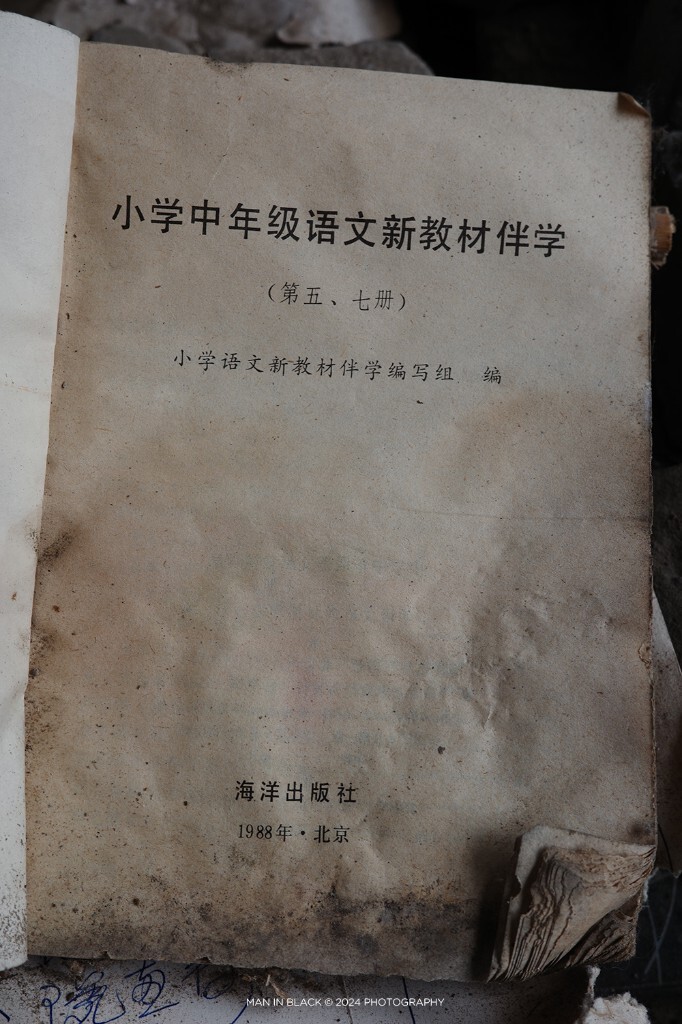 小学中年级语文新教材伴学
（第五、七册）
小学语文新教材伴学编写组　编
海洋出版社
1988年·北京
MAN IN BLACK © 2024 PHOTOGRAPHY